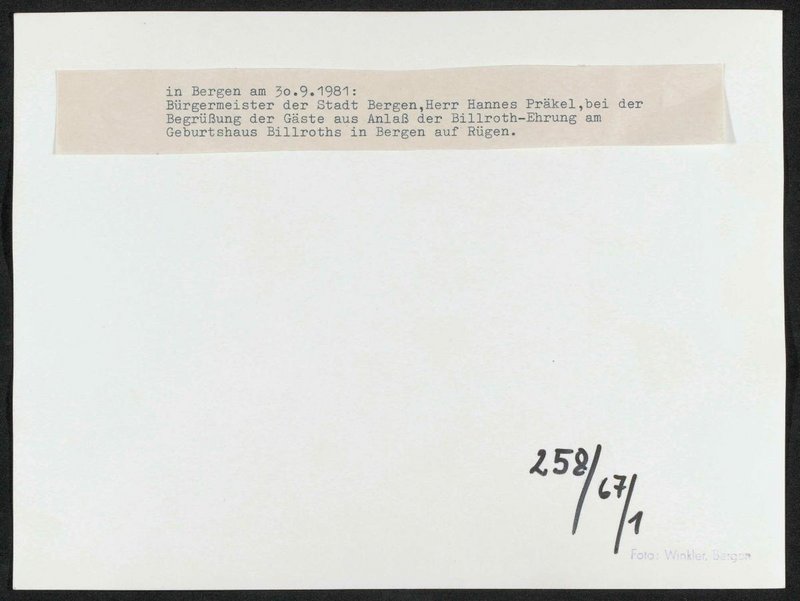 in Bergen am 3o.9.1981:
Bürgermeister der Stadt Bergen,Herr Hannes Präkel,bei der
Begrüßung der Gäste aus Anlaß der Billroth-Ehrung am
Geburtshaus Billroths in Bergen auf Rügen.
258/67/1
Foto: Winkler, Bergen